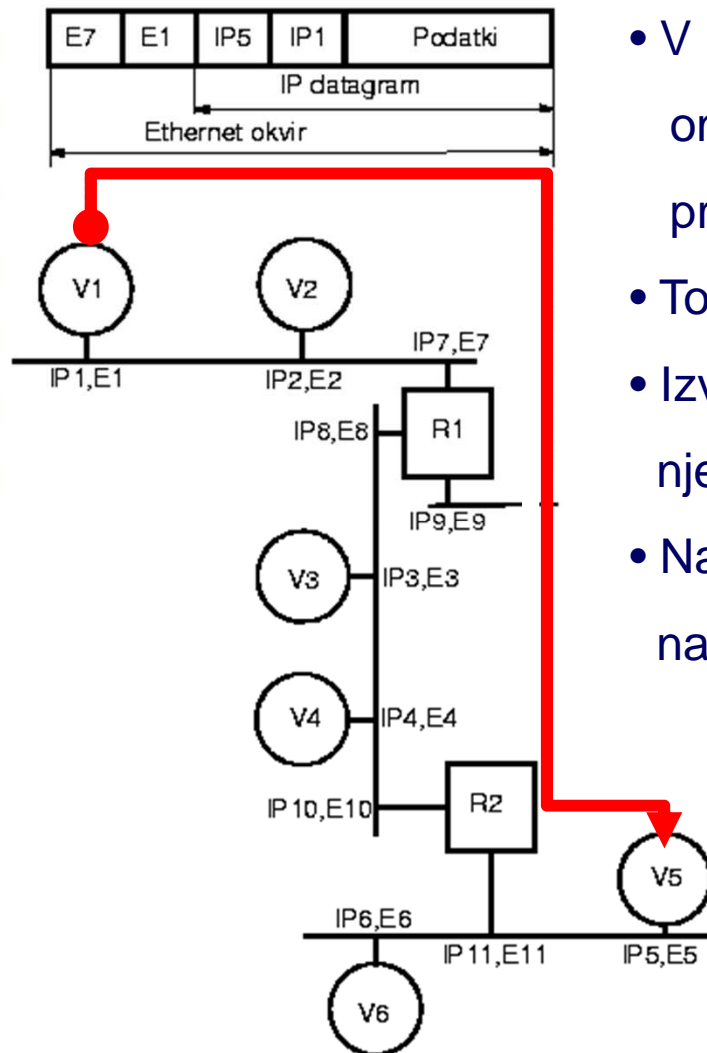 E7 E1 IP5 IP1 Podatki
IP datagram
Ethernet okvir
V1
V2
IP1,E1
IP2,E2
IP7,E7
IP8,E8
R1
IP9,E9
V3
IP3,E3
V4
IP4,E4
IP10,E10
R2
V5
IP6,E6
IP11,E11
IP5,E5
V6
• V
or
pr
• To
• Izv
nje
• Na
na